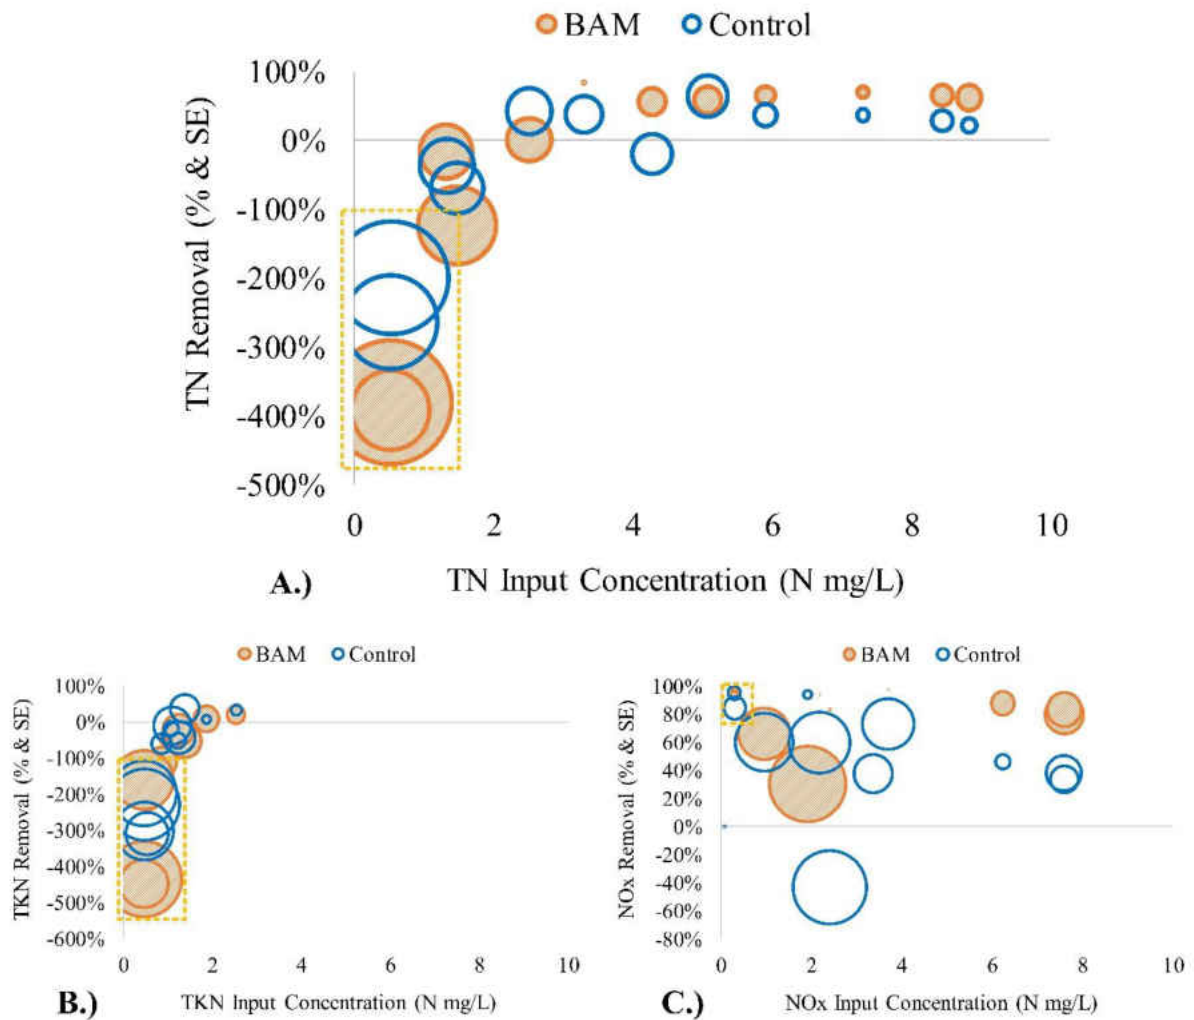 BAM Control
TN Removal (% & SE)
100%
0%
-100%
-200%
-300%
-400%
-500%
0 2 4 6 8 10
A.) TN Input Concentration (N mg/L)
BAM Control
TKN Removal (% & SE)
100%
0%
-100%
-200%
-300%
-400%
-500%
-600%
0 2 4 6 8 10
B.) TKN Input Concentration (N mg/L)
BAM Control
NOx Removal (% & SE)
100%
80%
60%
40%
20%
0%
-20%
-40%
-60%
-80%
0 2 4 6 8 10
C.) NOx Input Concentration (N mg/L)